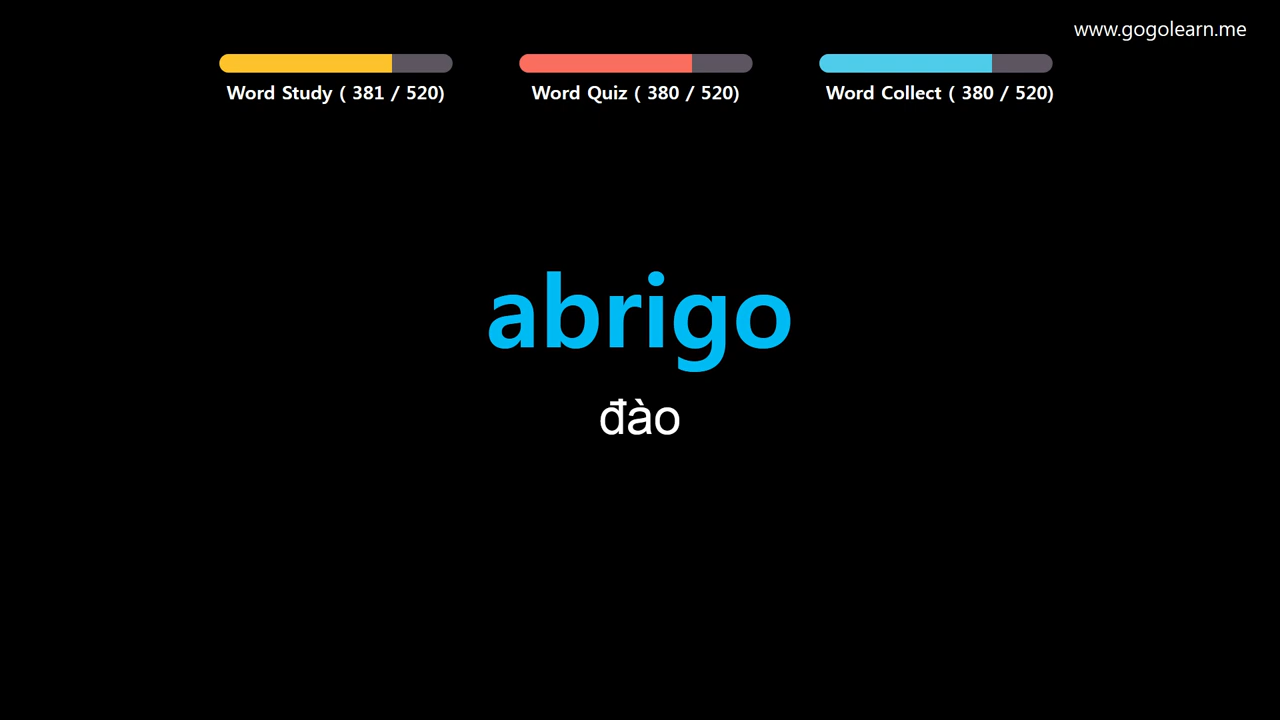 www.gogolearn.me
Word Study ( 381 / 520)
Word Quiz ( 380 / 520)
Word Collect ( 380 / 520)
abrigo
đào